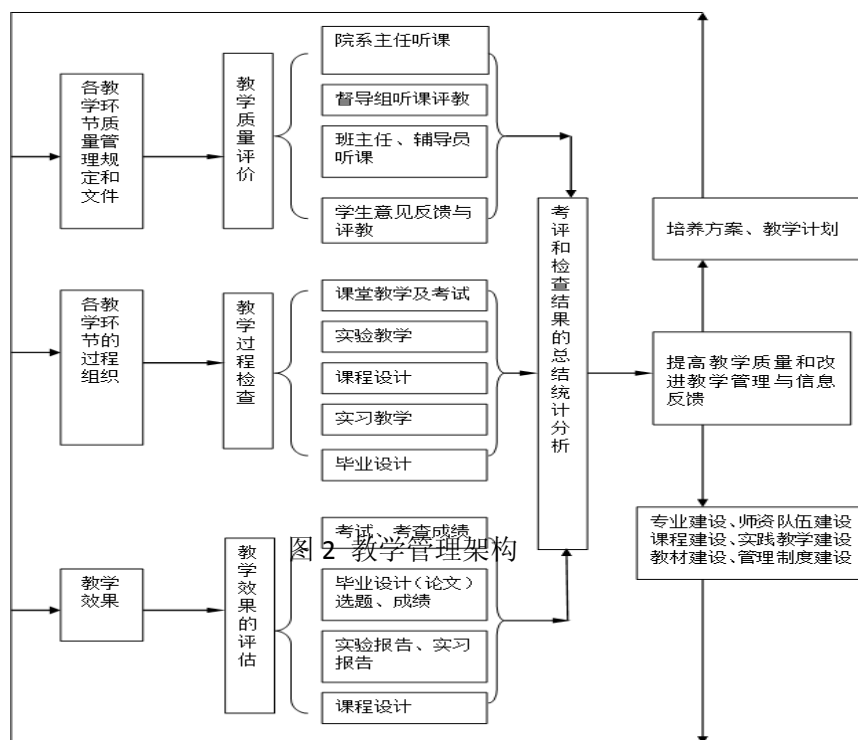 各教
学环
节质
量管
理规
定和
文件
教
学
质
量
评
价
院系主任听课
督导组听课评教
班主任、辅导员
听课
学生意见反馈与
评教
各教
学环
节的
过程
组织
教
学
过
程
检
查
课堂教学及考试
实验教学
课程设计
实习教学
毕业设计
教学
效果
教
学
效
果
的
评
估
考试、考查成绩
毕业设计(论文)
选题、成绩
实验报告、实习
报告
课程设计
考
评
和
检
查
结
果
的
总
结
统
计
分
析
培养方案、教学计划
提高教学质量和改
进教学管理与信息
反馈
专业建设、师资队伍建设
课程建设、实践教学建设
教材建设、管理制度建设
图 2 教学管理架构